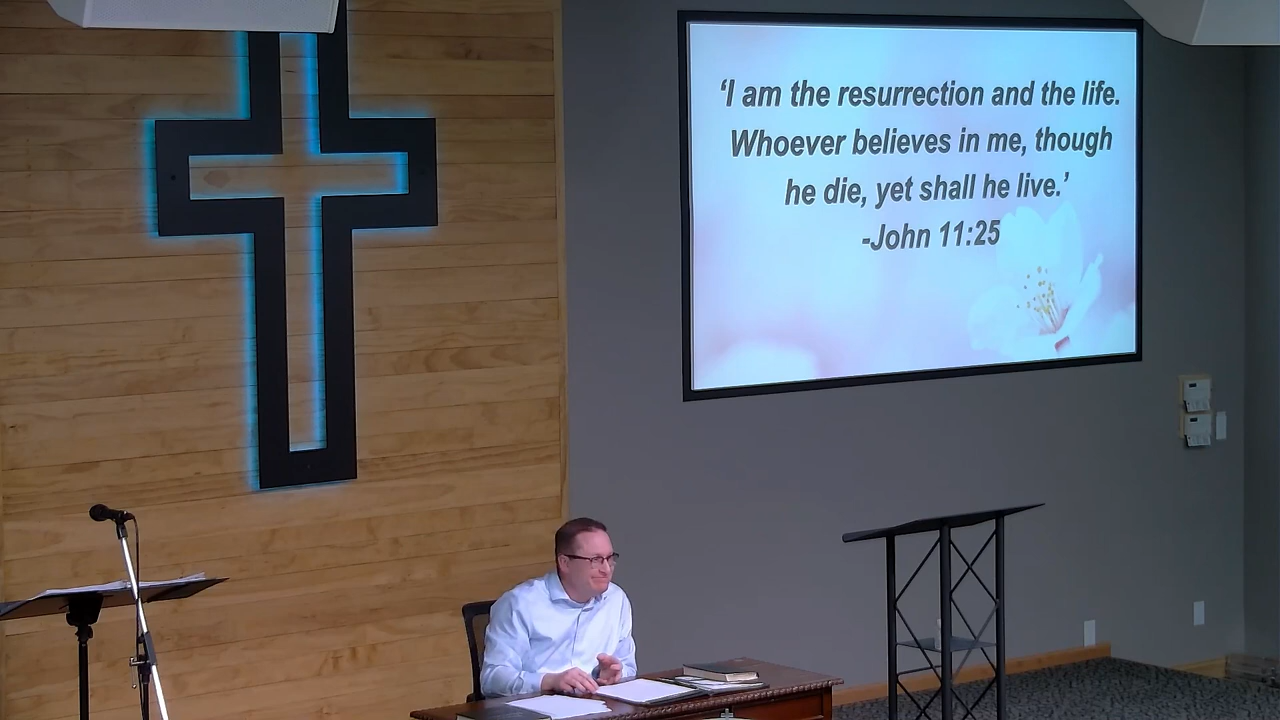 ‘I am the resurrection and the life.
Whoever believes in me, though
he die, yet shall he live.’
-John 11:25